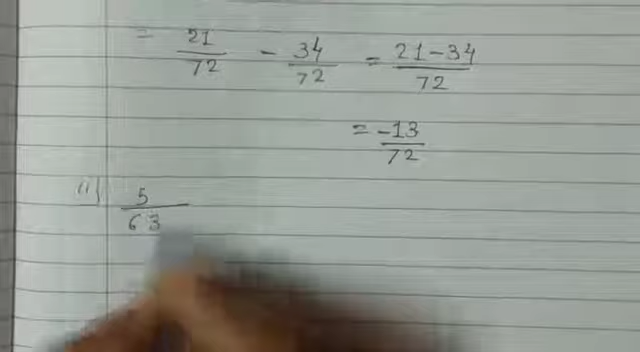 = 21/72 - 34/72 = 21-34/72
= -13/72
ii) 5/63